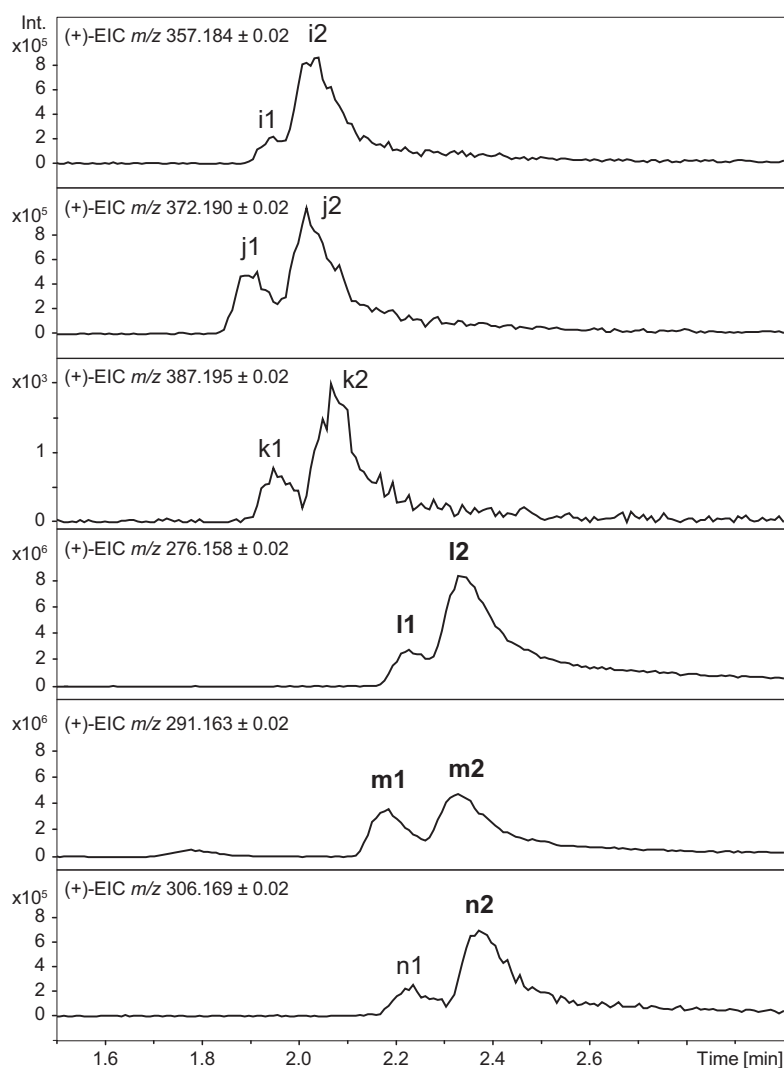 Int.
x10⁵
(+)-EIC m/z 357.184 ± 0.02
i2
i1
8
6
4
2
0
x10⁵
(+)-EIC m/z 372.190 ± 0.02
j2
j1
8
6
4
2
0
x10³
(+)-EIC m/z 387.195 ± 0.02
k2
k1
1
0
x10⁶
(+)-EIC m/z 276.158 ± 0.02
l2
l1
8
6
4
2
0
x10⁶
(+)-EIC m/z 291.163 ± 0.02
m1
m2
8
6
4
2
0
x10⁵
(+)-EIC m/z 306.169 ± 0.02
n2
n1
8
6
4
2
0
1.6 1.8 2.0 2.2 2.4 2.6 Time [min]